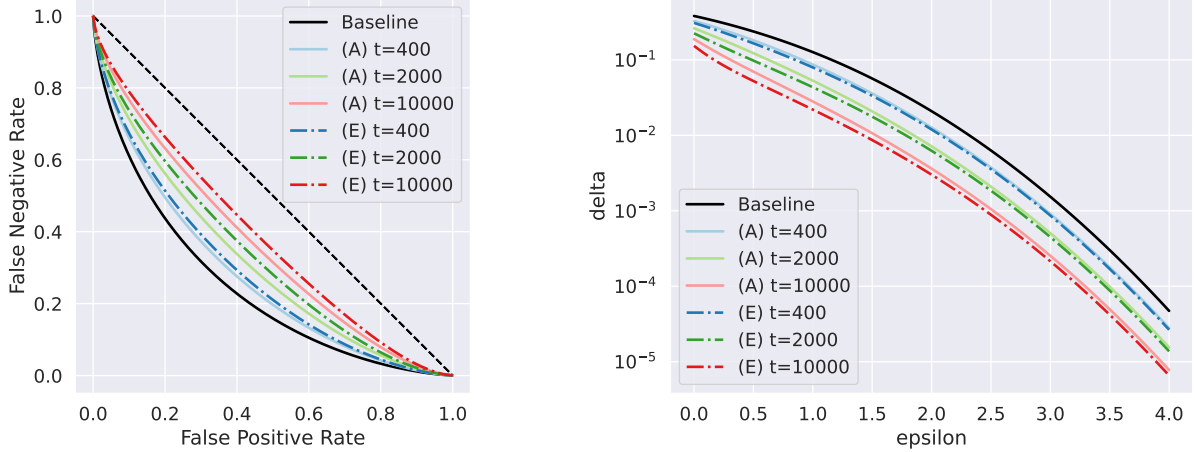 1.0
0.8
0.6
0.4
0.2
0.0
False Negative Rate
Baseline
(A) t=400
(A) t=2000
(A) t=10000
(E) t=400
(E) t=2000
(E) t=10000
0.0 0.2 0.4 0.6 0.8 1.0
False Positive Rate
10⁻¹
10⁻²
10⁻³
10⁻⁴
10⁻⁵
delta
Baseline
(A) t=400
(A) t=2000
(A) t=10000
(E) t=400
(E) t=2000
(E) t=10000
0.0 0.5 1.0 1.5 2.0 2.5 3.0 3.5 4.0
epsilon